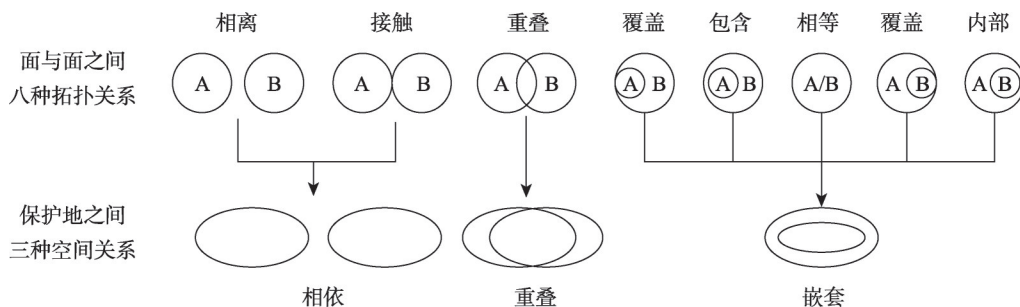 相离 接触 重叠 覆盖 包含 相等 覆盖 内部
面与面之间
八种拓扑关系
A B A B A B A B A B A/B A B A B
保护地之间
三种空间关系
相依 重叠 嵌套